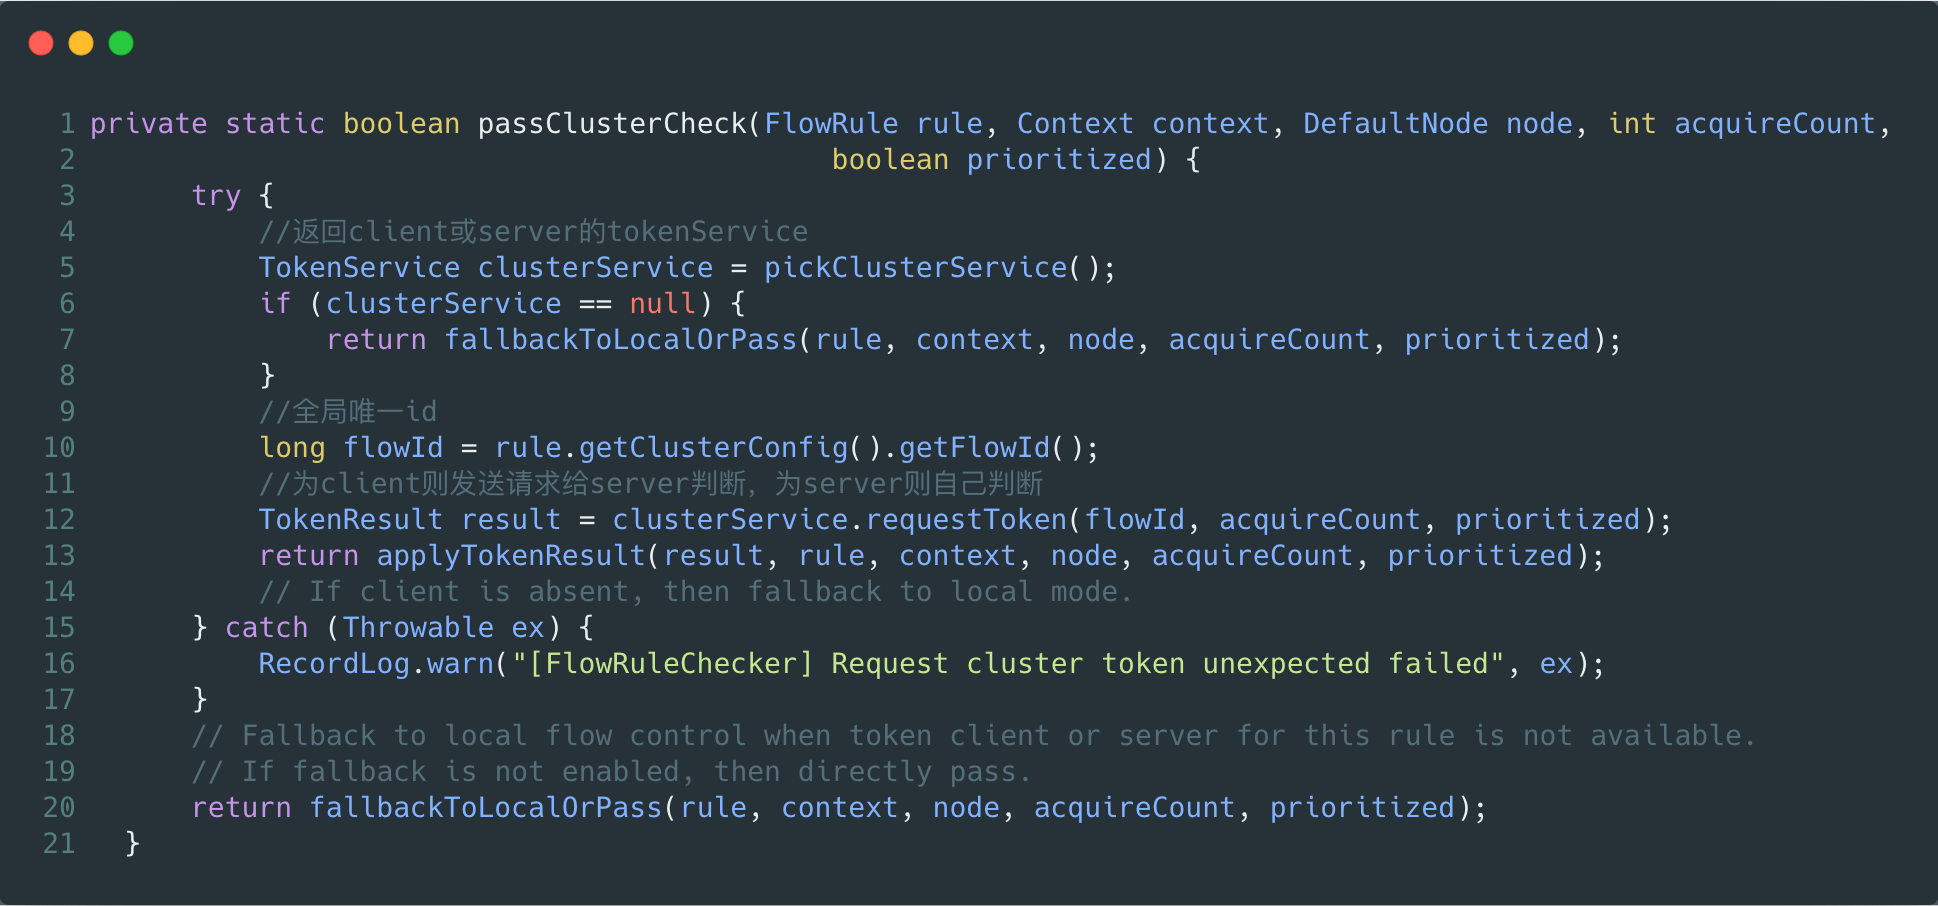 1 private static boolean passClusterCheck(FlowRule rule, Context context, DefaultNode node, int acquireCount,
2 boolean prioritized) {
3 try {
4 //返回client或server的tokenService
5 TokenService clusterService = pickClusterService();
6 if (clusterService == null) {
7 return fallbackToLocalOrPass(rule, context, node, acquireCount, prioritized);
8 }
9 //全局唯一id
10 long flowId = rule.getClusterConfig().getFlowId();
11 //为client则发送请求给server判断，为server则自己判断
12 TokenResult result = clusterService.requestToken(flowId, acquireCount, prioritized);
13 return applyTokenResult(result, rule, context, node, acquireCount, prioritized);
14 // If client is absent, then fallback to local mode.
15 } catch (Throwable ex) {
16 RecordLog.warn("[FlowRuleChecker] Request cluster token unexpected failed", ex);
17 }
18 // Fallback to local flow control when token client or server for this rule is not available.
19 // If fallback is not enabled, then directly pass.
20 return fallbackToLocalOrPass(rule, context, node, acquireCount, prioritized);
21 }